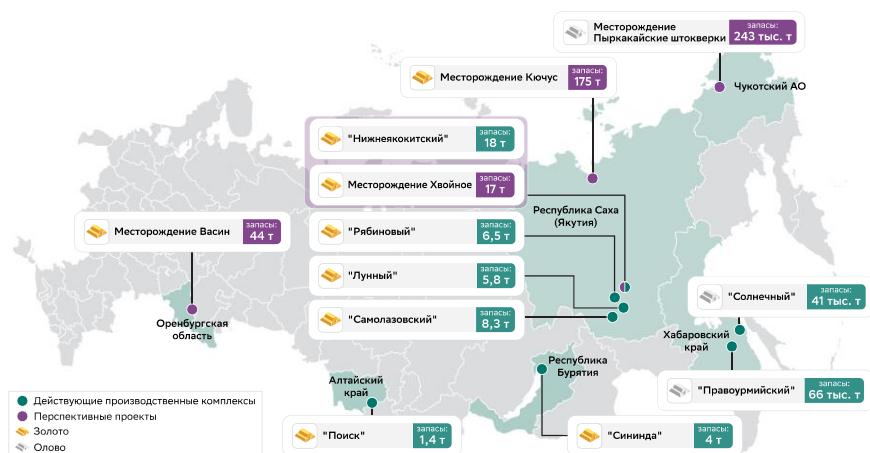 Месторождение
Пыркакайские штокверки
запасы:
243 тыс. т
Месторождение Кючус
запасы:
175 т
Чукотский АО
"Нижнеякокитский"
запасы:
18 т
Месторождение Хвойное
запасы:
17 т
Республика Саха
(Якутия)
Месторождение Васин
запасы:
44 т
"Рябиновый"
запасы:
6,5 т
"Лунный"
запасы:
5,8 т
"Самолазовский"
запасы:
8,3 т
"Солнечный"
запасы:
41 тыс. т
Оренбургская
область
Хабаровский
край
Республика
Бурятия
Алтайский
край
"Правоурмийский"
запасы:
66 тыс. т
Действующие производственные комплексы
Перспективные проекты
Золото
Олово
"Поиск"
запасы:
1,4 т
"Сининда"
запасы:
4 т